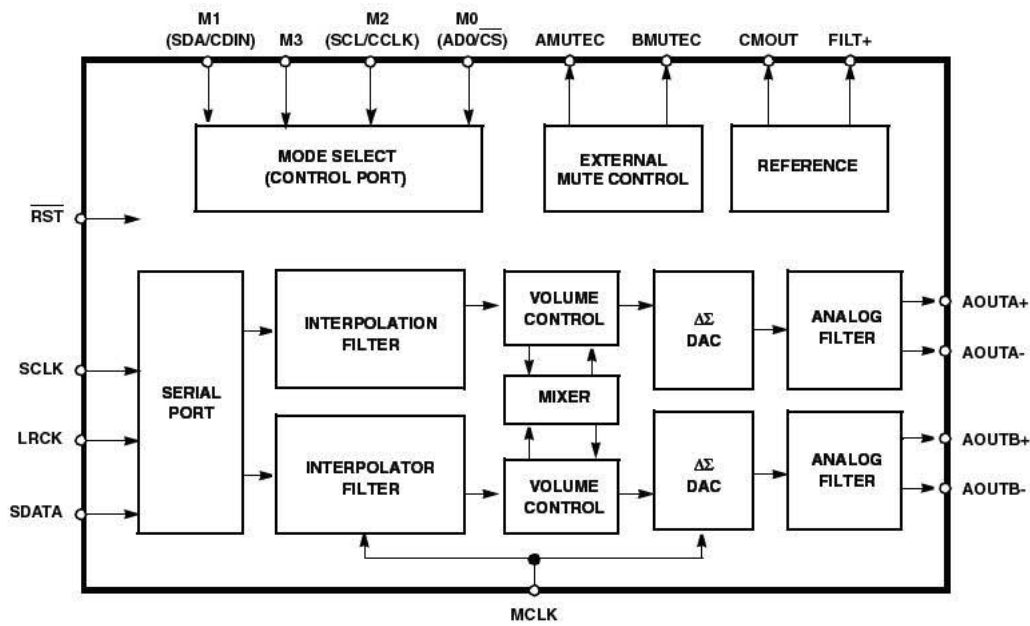 M1 M2 M0
(SDA/CDIN) M3 (SCL/CCLK) (AD0/CS) AMUTEC BMUTEC CMOUT FILT+
MODE SELECT
(CONTROL PORT)
EXTERNAL
MUTE CONTROL
REFERENCE
RST
SERIAL
PORT
INTERPOLATION
FILTER
VOLUME
CONTROL
ΔΣ
DAC
ANALOG
FILTER
AOUTA+
AOUTA-
SCLK
LRCK
SDATA
MIXER
INTERPOLATOR
FILTER
VOLUME
CONTROL
ΔΣ
DAC
ANALOG
FILTER
AOUTB+
AOUTB-
MCLK